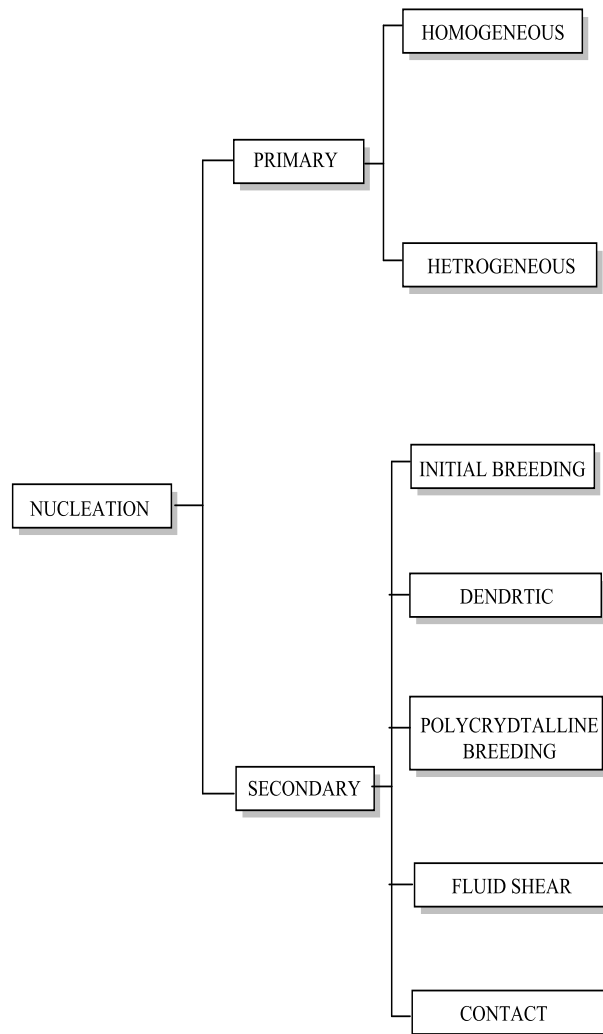 HOMOGENEOUS
PRIMARY
HETROGENEOUS
INITIAL BREEDING
NUCLEATION
DENDRTIC
POLYCRYDTALLINE
BREEDING
SECONDARY
FLUID SHEAR
CONTACT